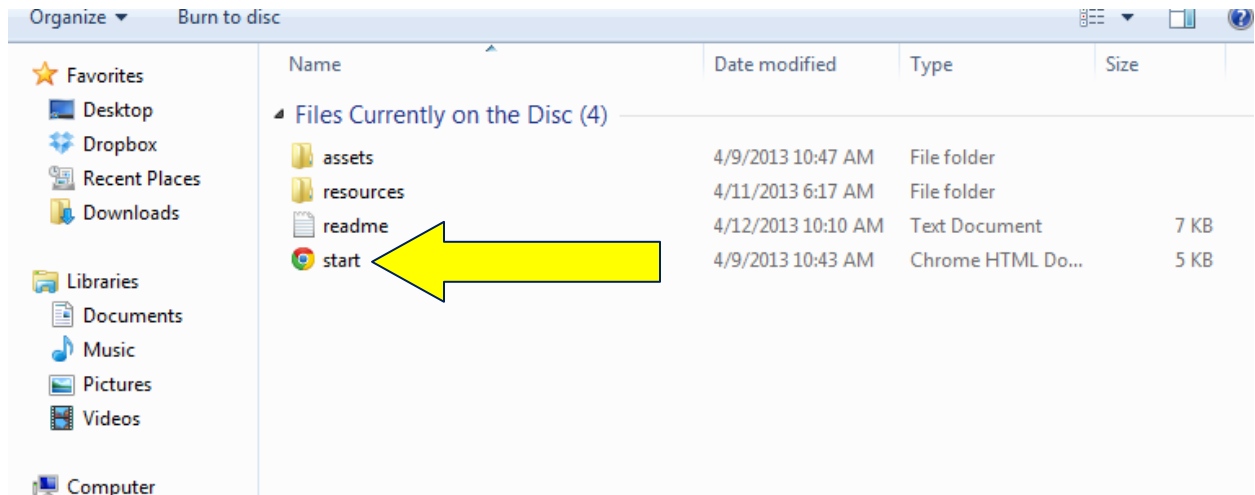 Organize Burn to disc
Name Date modified Type Size
Favorites
Desktop
Dropbox
Recent Places
Downloads
Libraries
Documents
Music
Pictures
Videos
Computer
Files Currently on the Disc (4)
assets 4/9/2013 10:47 AM File folder
resources 4/11/2013 6:17 AM File folder
readme 4/12/2013 10:10 AM Text Document 7 KB
start 4/9/2013 10:43 AM Chrome HTML Do... 5 KB